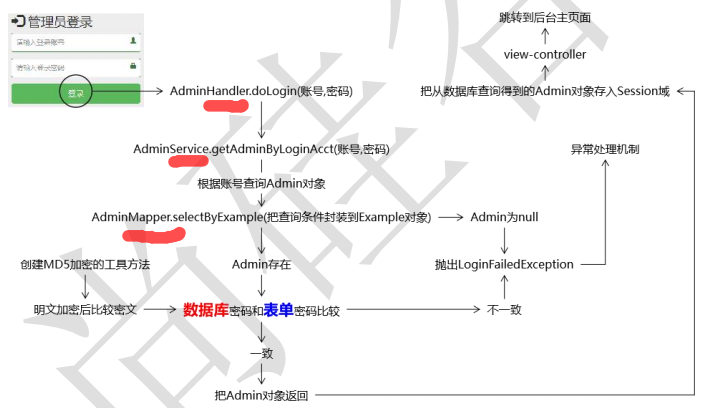 管理员登录
请输入登录账号
请输入登录密码
登录
跳转到后台主页面
view-controller
AdminHandler.doLogin(账号,密码)
把从数据库查询得到的Admin对象存入Session域
AdminService.getAdminByLoginAcct(账号,密码)
异常处理机制
根据账号查询Admin对象
AdminMapper.selectByExample(把查询条件封装到Example对象)
Admin为null
创建MD5加密的工具方法
Admin存在
抛出LoginFailedException
明文加密后比较密文
数据库密码和表单密码比较
不一致
一致
把Admin对象返回
尚硅谷